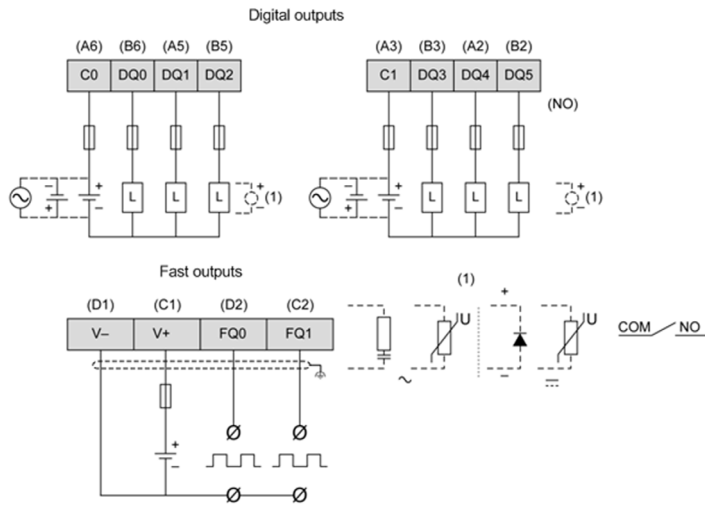 Digital outputs
(A6) (B6) (A5) (B5)
C0 DQ0 DQ1 DQ2
(A3) (B3) (A2) (B2)
C1 DQ3 DQ4 DQ5
(NO)
− + + −
L L L
+ − (1)
− + + −
L L L
+ − (1)
Fast outputs
(D1) (C1) (D2) (C2)
V− V+ FQ0 FQ1
+ −
(1)
U
+ −
U
COM NO